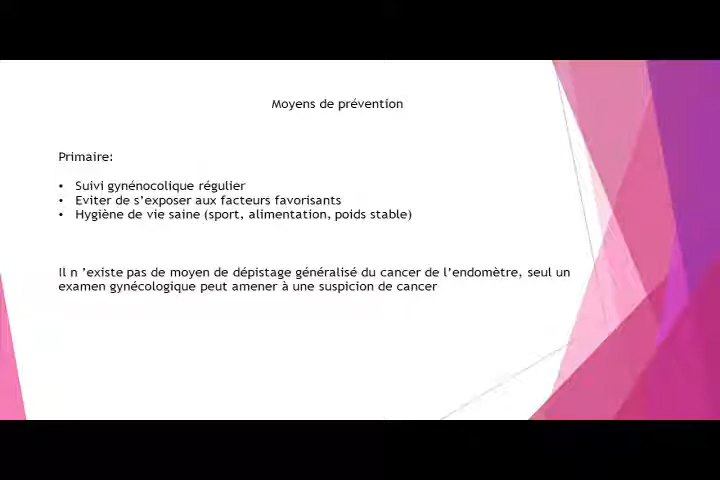 Moyens de prévention
Primaire:
• Suivi gynénocolique régulier
• Eviter de s’exposer aux facteurs favorisants
• Hygiène de vie saine (sport, alimentation, poids stable)
Il n ’existe pas de moyen de dépistage généralisé du cancer de l’endomètre, seul un
examen gynécologique peut amener à une suspicion de cancer